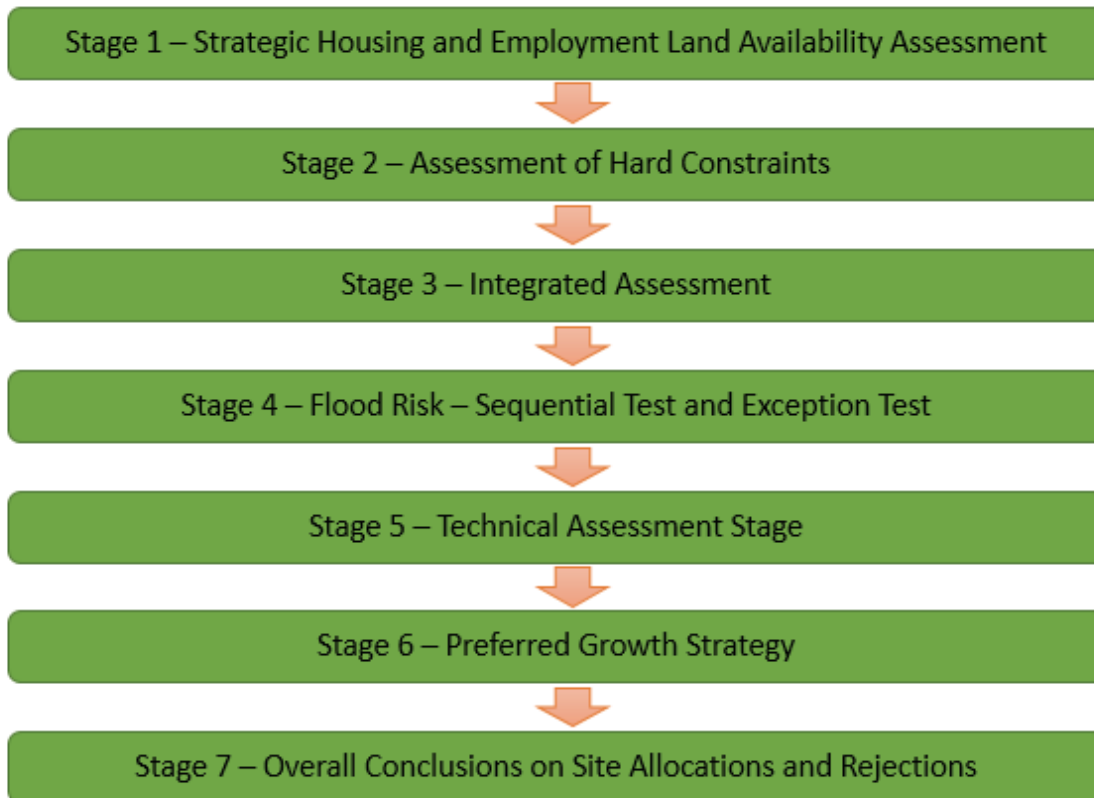 Stage 1 – Strategic Housing and Employment Land Availability Assessment
Stage 2 – Assessment of Hard Constraints
Stage 3 – Integrated Assessment
Stage 4 – Flood Risk – Sequential Test and Exception Test
Stage 5 – Technical Assessment Stage
Stage 6 – Preferred Growth Strategy
Stage 7 – Overall Conclusions on Site Allocations and Rejections